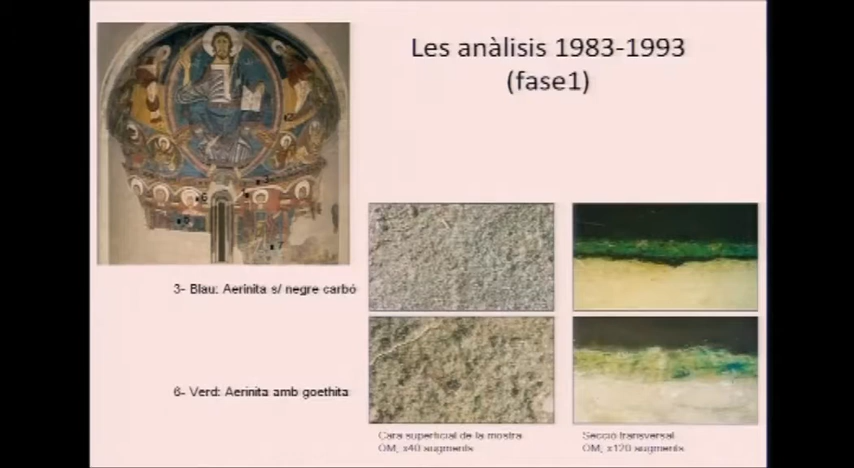 Les anàlisis 1983-1993
(fase1)
3- Blau: Aerinita s/ negre carbó
6- Verd: Aerinita amb goethita
Cara superficial de la mostra
OM, x40 augments
Secció transversal
OM, x120 augments